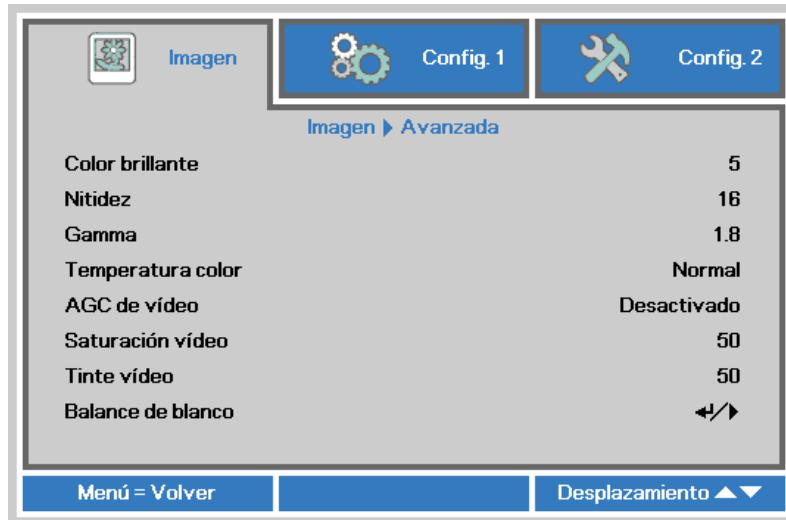 Imagen Config. 1 Config. 2
Imagen ▶ Avanzada
Color brillante 5
Nitidez 16
Gamma 1.8
Temperatura color Normal
AGC de vídeo Desactivado
Saturación vídeo 50
Tinte vídeo 50
Balance de blanco ↵/▶
Menú = Volver Desplazamiento ▲▼